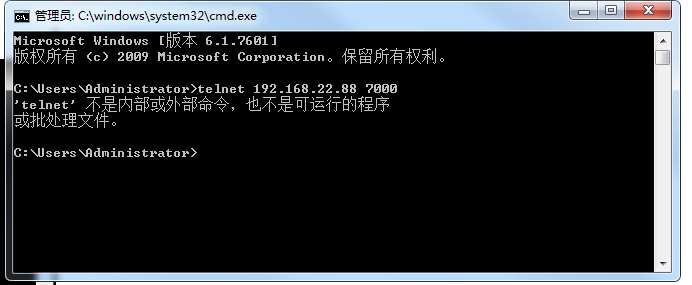 管理员: C:\windows\system32\cmd.exe
Microsoft Windows [版本 6.1.7601]
版权所有 (c) 2009 Microsoft Corporation。保留所有权利。
C:\Users\Administrator>telnet 192.168.22.88 7000
'telnet' 不是内部或外部命令，也不是可运行的程序
或批处理文件。
C:\Users\Administrator>